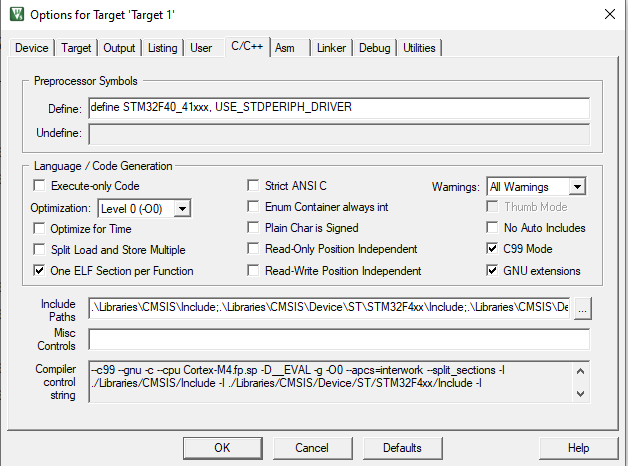 Options for Target 'Target 1'
Device Target Output Listing User C/C++ Asm Linker Debug Utilities
Preprocessor Symbols
Define: define STM32F40_41xxx, USE_STDPERIPH_DRIVER
Undefine:
Language / Code Generation
Execute-only Code Strict ANSI C Warnings: All Warnings
Optimization: Level 0 (-O0) Enum Container always int Thumb Mode
Optimize for Time Plain Char is Signed No Auto Includes
Split Load and Store Multiple Read-Only Position Independent C99 Mode
One ELF Section per Function Read-Write Position Independent GNU extensions
Include Paths .\Libraries\CMSIS\Include;.\Libraries\CMSIS\Device\ST\STM32F4xx\Include;.\Libraries\CMSIS\De ...
Misc Controls
Compiler control string --c99 --gnu -c --cpu Cortex-M4.fp.sp -D__EVAL -g -O0 --apcs=interwork --split_sections -I
./Libraries/CMSIS/Include -I ./Libraries/CMSIS/Device/ST/STM32F4xx/Include -I
OK Cancel Defaults Help